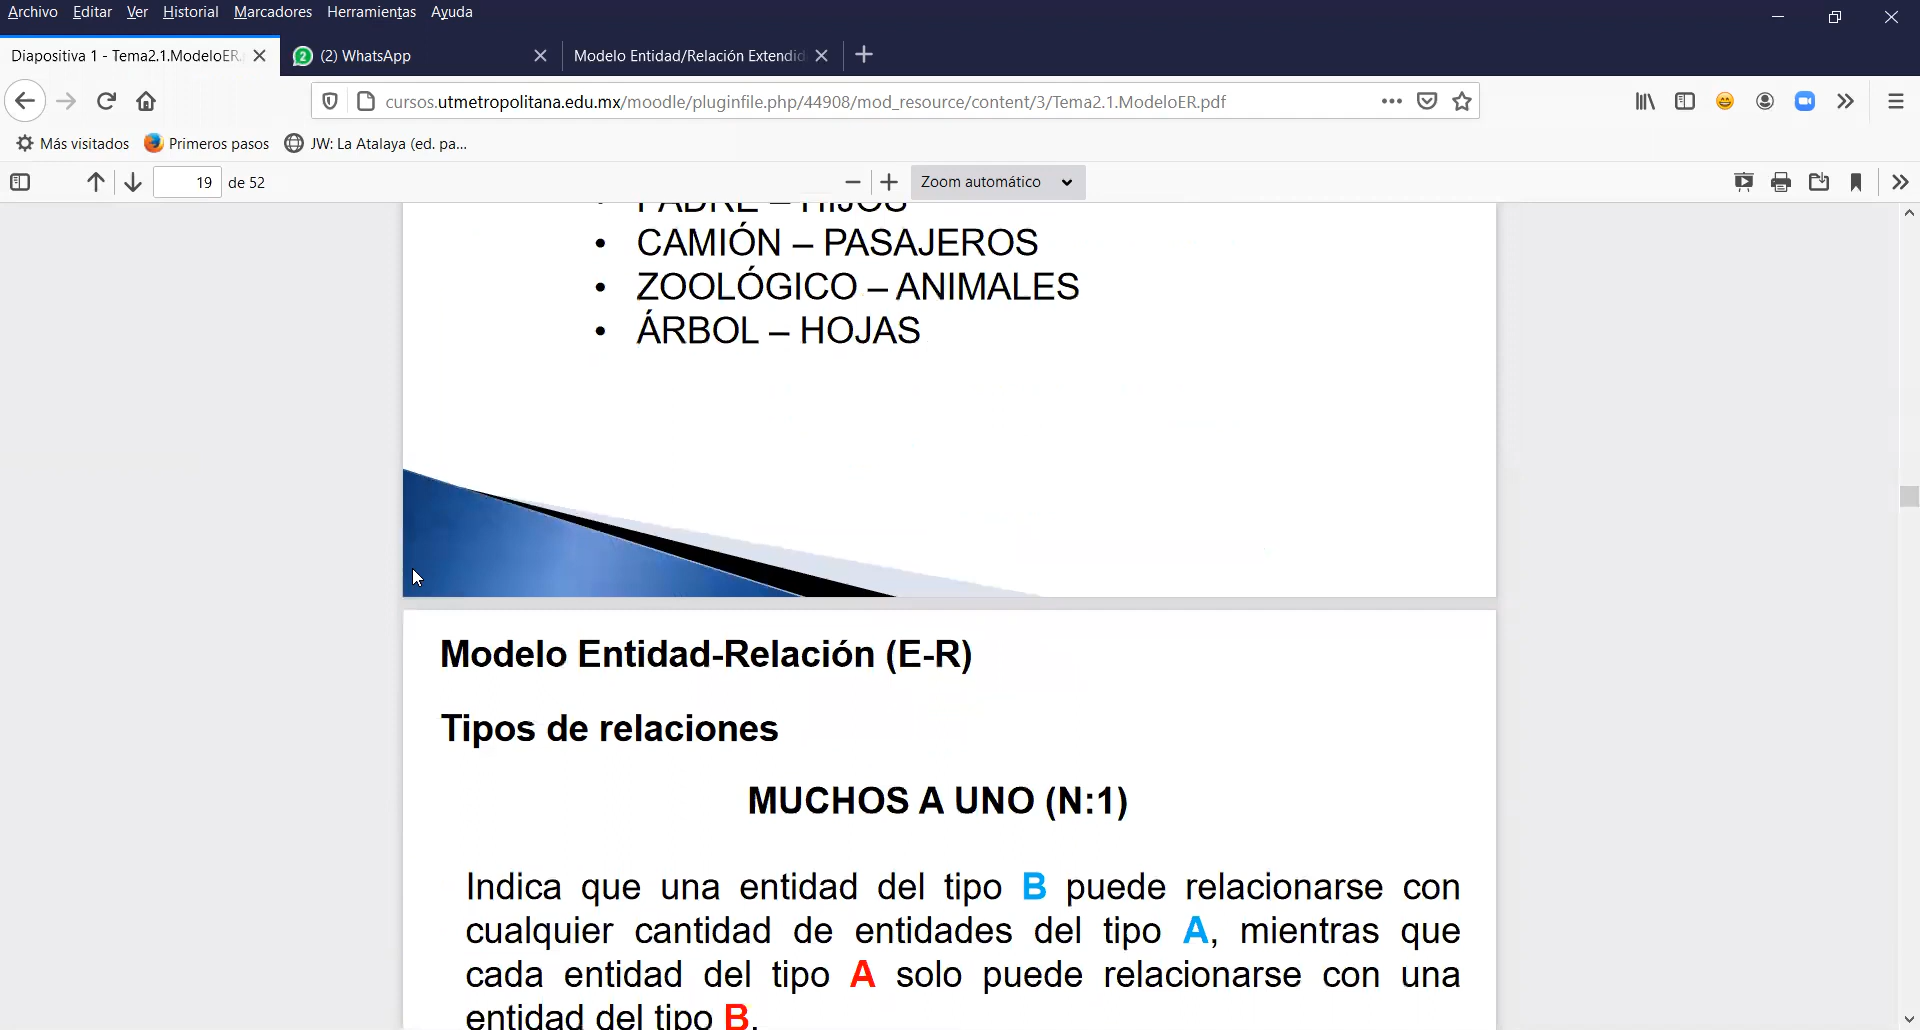 Archivo Editar Ver Historial Marcadores Herramientas Ayuda
Diapositiva 1 - Tema2.1.ModeloER.
(2) WhatsApp
Modelo Entidad/Relación Extendid
cursos.utmetropolitana.edu.mx/moodle/pluginfile.php/44908/mod_resource/content/3/Tema2.1.ModeloER.pdf
Más visitados Primeros pasos JW: La Atalaya (ed. pa...
19 de 52 Zoom automático
• PADRE – HIJOS
• CAMIÓN – PASAJEROS
• ZOOLÓGICO – ANIMALES
• ÁRBOL – HOJAS
Modelo Entidad-Relación (E-R)
Tipos de relaciones
MUCHOS A UNO (N:1)
Indica que una entidad del tipo B puede relacionarse con
cualquier cantidad de entidades del tipo A, mientras que
cada entidad del tipo A solo puede relacionarse con una
entidad del tipo B.